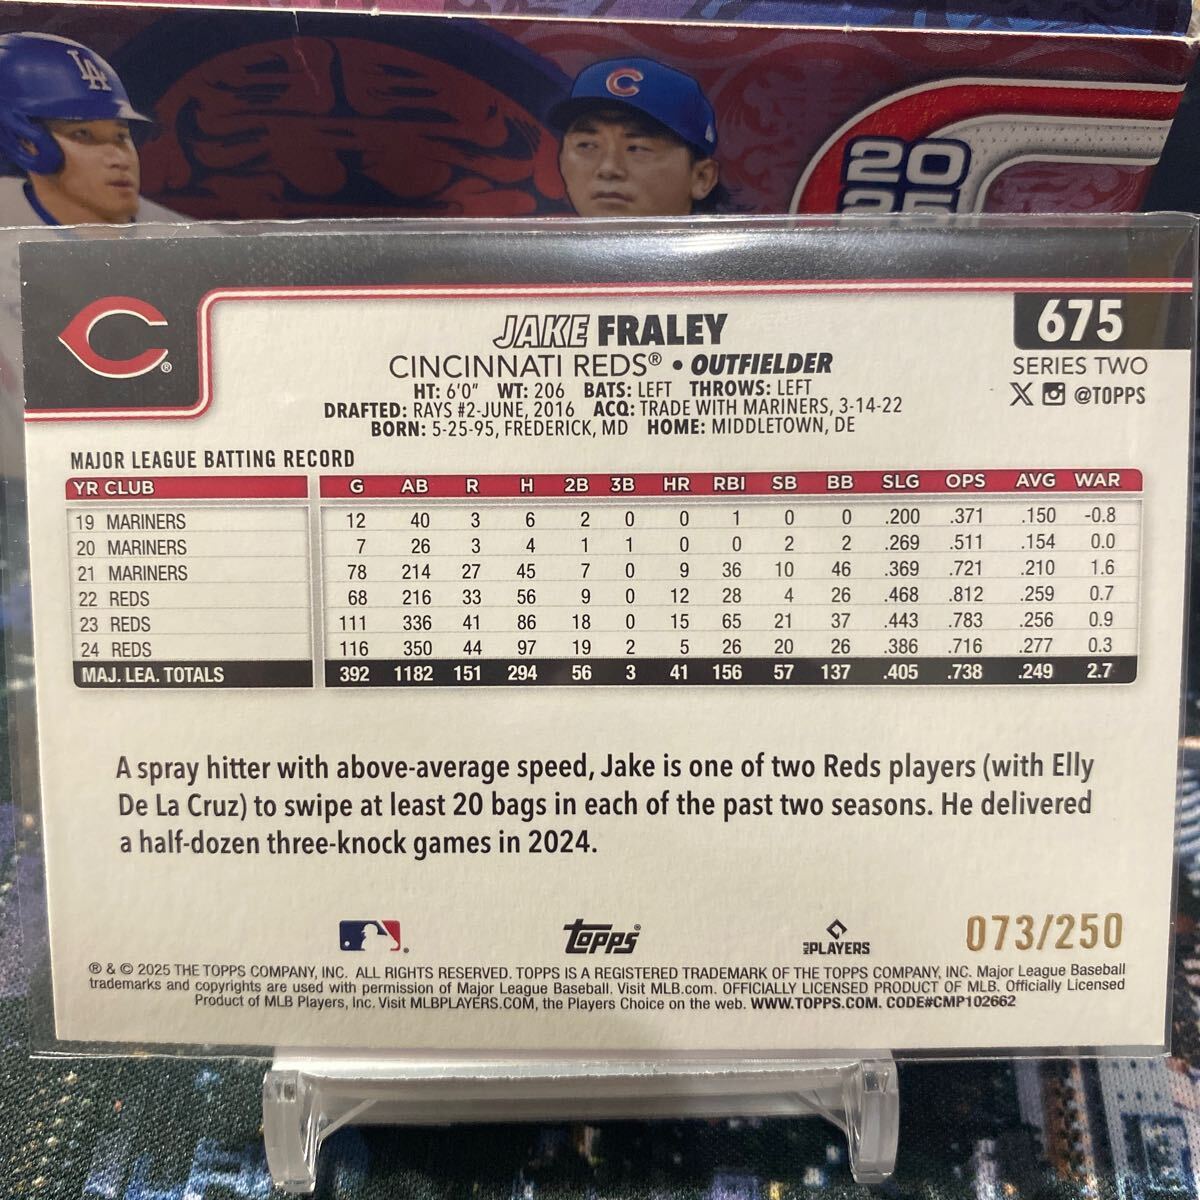 LA
C
20
25
C
®
JAKE FRALEY
CINCINNATI REDS® • OUTFIELDER
HT: 6'0" WT: 206 BATS: LEFT THROWS: LEFT
DRAFTED: RAYS #2-JUNE, 2016 ACQ: TRADE WITH MARINERS, 3-14-22
BORN: 5-25-95, FREDERICK, MD HOME: MIDDLETOWN, DE
675
SERIES TWO
X @TOPPS
MAJOR LEAGUE BATTING RECORD
YR CLUB G AB R H 2B 3B HR RBI SB BB SLG OPS AVG WAR
19 MARINERS 12 40 3 6 2 0 0 1 0 0 .200 .371 .150 -0.8
20 MARINERS 7 26 3 4 1 1 0 0 2 2 .269 .511 .154 0.0
21 MARINERS 78 214 27 45 7 0 9 36 10 46 .369 .721 .210 1.6
22 REDS 68 216 33 56 9 0 12 28 4 26 .468 .812 .259 0.7
23 REDS 111 336 41 86 18 0 15 65 21 37 .443 .783 .256 0.9
24 REDS 116 350 44 97 19 2 5 26 20 26 .386 .716 .277 0.3
MAJ. LEA. TOTALS 392 1182 151 294 56 3 41 156 57 137 .405 .738 .249 2.7
A spray hitter with above-average speed, Jake is one of two Reds players (with Elly
De La Cruz) to swipe at least 20 bags in each of the past two seasons. He delivered
a half-dozen three-knock games in 2024.
topps®
MLB PLAYERS
073/250
® & © 2025 THE TOPPS COMPANY, INC. ALL RIGHTS RESERVED. TOPPS IS A REGISTERED TRADEMARK OF THE TOPPS COMPANY, INC. Major League Baseball
trademarks and copyrights are used with permission of Major League Baseball. Visit MLB.com. OFFICIALLY LICENSED PRODUCT OF MLB. Officially Licensed
Product of MLB Players, Inc. Visit MLBPLAYERS.COM, the Players Choice on the web. WWW.TOPPS.COM. CODE#CMP102662